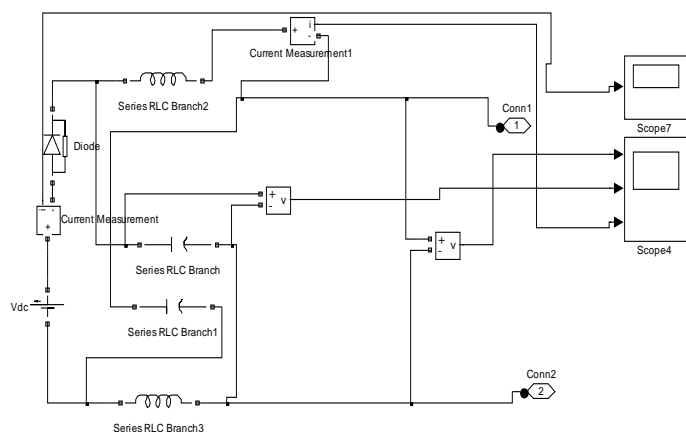 i
+
-
Current Measurement1
Series RLC Branch2
Scope7
Conn1
1
Diode
Scope4
+
-
v
i
-
+
Current Measurement
+
-
v
Series RLC Branch
Vdc
Series RLC Branch1
Conn2
2
Series RLC Branch3